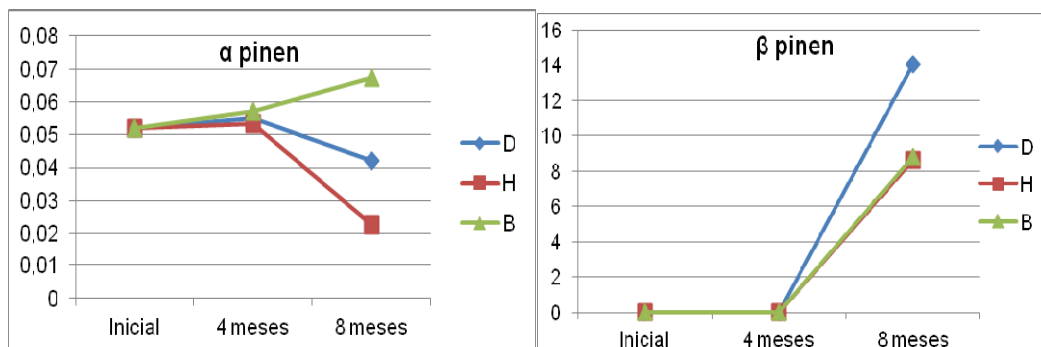 α pinen
0,08
0,07
0,06
0,05
0,04
0,03
0,02
0,01
0
Inicial 4 meses 8 meses
D
H
B
β pinen
16
14
12
10
8
6
4
2
0
Inicial 4 meses 8 meses
D
H
B